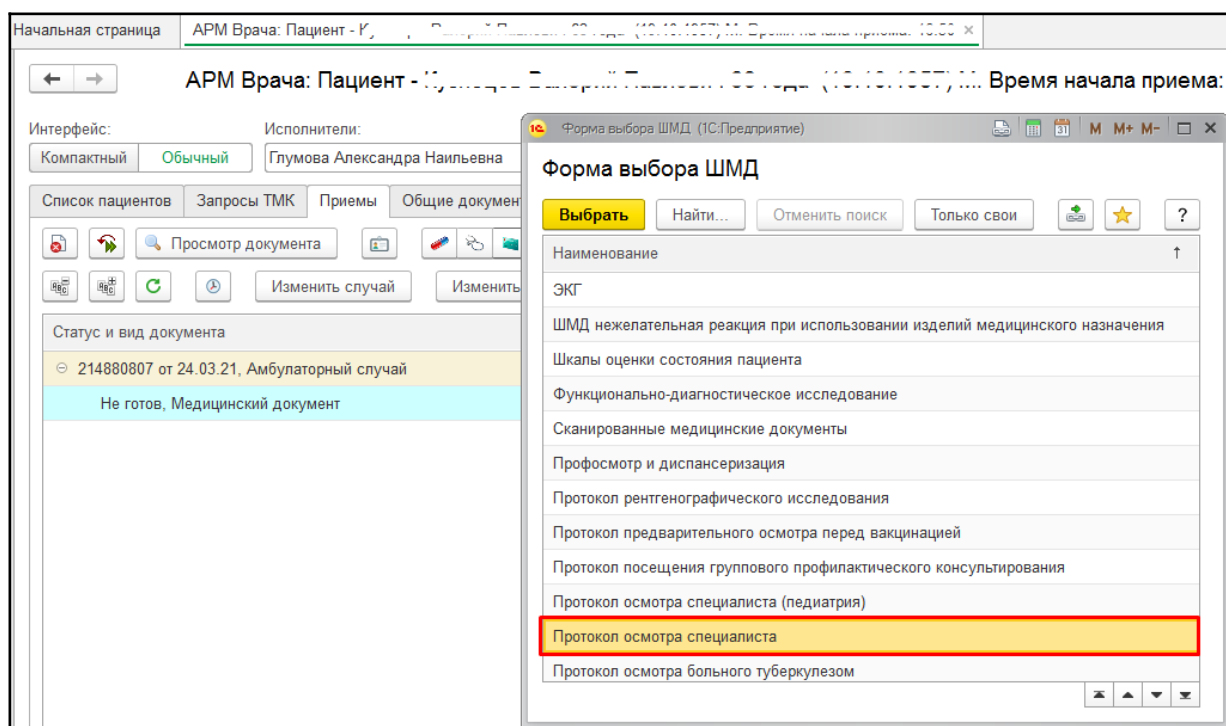 Начальная страница
АРМ Врача: Пациент -
АРМ Врача: Пациент - Время начала приема:
Интерфейс:
Исполнители:
Компактный Обычный
Глумова Александра Наильевна
Список пациентов Запросы ТМК Приемы Общие докумен
Просмотр документа
Изменить случай Изменить
Статус и вид документа
214880807 от 24.03.21, Амбулаторный случай
Не готов, Медицинский документ
Форма выбора ШМД (1С:Предприятие)
M M+ M-
Форма выбора ШМД
Выбрать Найти... Отменить поиск Только свои ?
Наименование
ЭКГ
ШМД нежелательная реакция при использовании изделий медицинского назначения
Шкалы оценки состояния пациента
Функционально-диагностическое исследование
Сканированные медицинские документы
Профосмотр и диспансеризация
Протокол рентгенографического исследования
Протокол предварительного осмотра перед вакцинацией
Протокол посещения группового профилактического консультирования
Протокол осмотра специалиста (педиатрия)
Протокол осмотра специалиста
Протокол осмотра больного туберкулезом